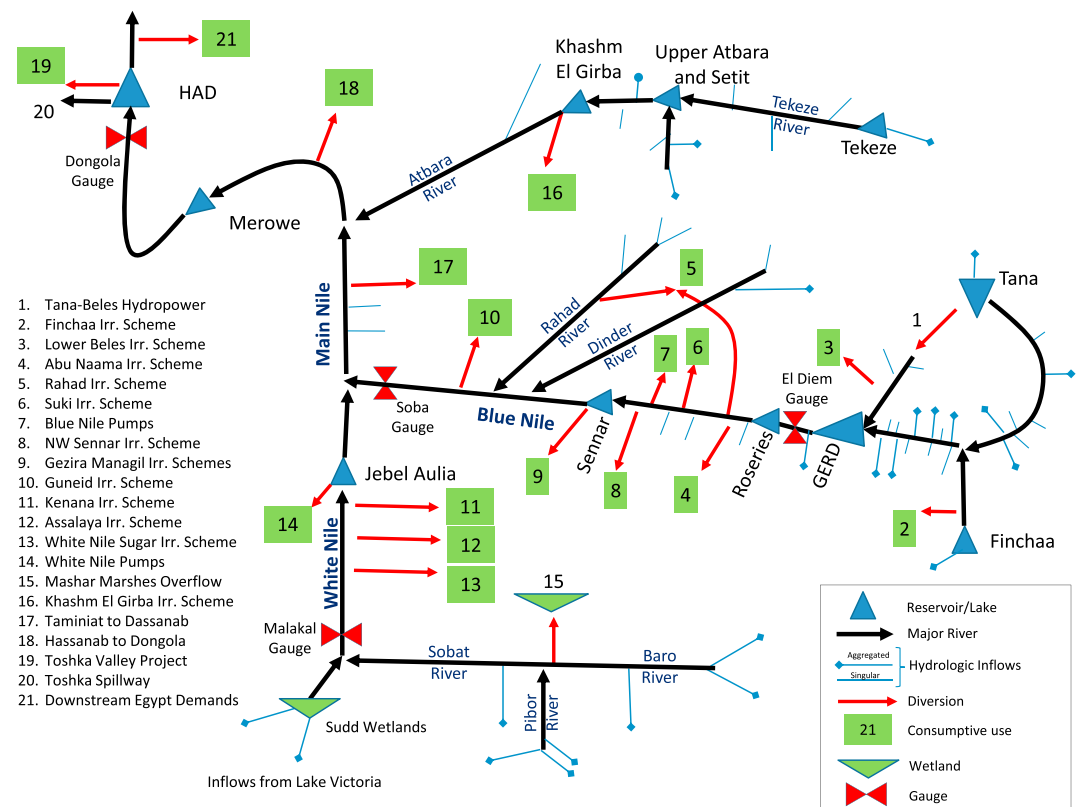 21
19
HAD
20
Dongola
Gauge
18
Merowe
Khashm
El Girba
Upper Atbara
and Setit
Tekeze
River
Tekeze
Atbara
River
16
17
Main Nile
10
5
Rahad
River
Dinder
River
7
6
Tana
1
3
El Diem
Gauge
Soba
Gauge
Blue Nile
Sennar
Roseries
GERD
9
8
4
2
Finchaa
Jebel Aulia
14
11
12
13
White Nile
Malakal
Gauge
15
Sobat
River
Baro
River
Pibor
River
Sudd Wetlands
Inflows from Lake Victoria
1. Tana-Beles Hydropower
2. Finchaa Irr. Scheme
3. Lower Beles Irr. Scheme
4. Abu Naama Irr. Scheme
5. Rahad Irr. Scheme
6. Suki Irr. Scheme
7. Blue Nile Pumps
8. NW Sennar Irr. Scheme
9. Gezira Managil Irr. Schemes
10. Guneid Irr. Scheme
11. Kenana Irr. Scheme
12. Assalaya Irr. Scheme
13. White Nile Sugar Irr. Scheme
14. White Nile Pumps
15. Mashar Marshes Overflow
16. Khashm El Girba Irr. Scheme
17. Taminiat to Dassanab
18. Hassanab to Dongola
19. Toshka Valley Project
20. Toshka Spillway
21. Downstream Egypt Demands
Reservoir/Lake
Major River
Aggregated
Hydrologic Inflows
Singular
Diversion
21
Consumptive use
Wetland
Gauge